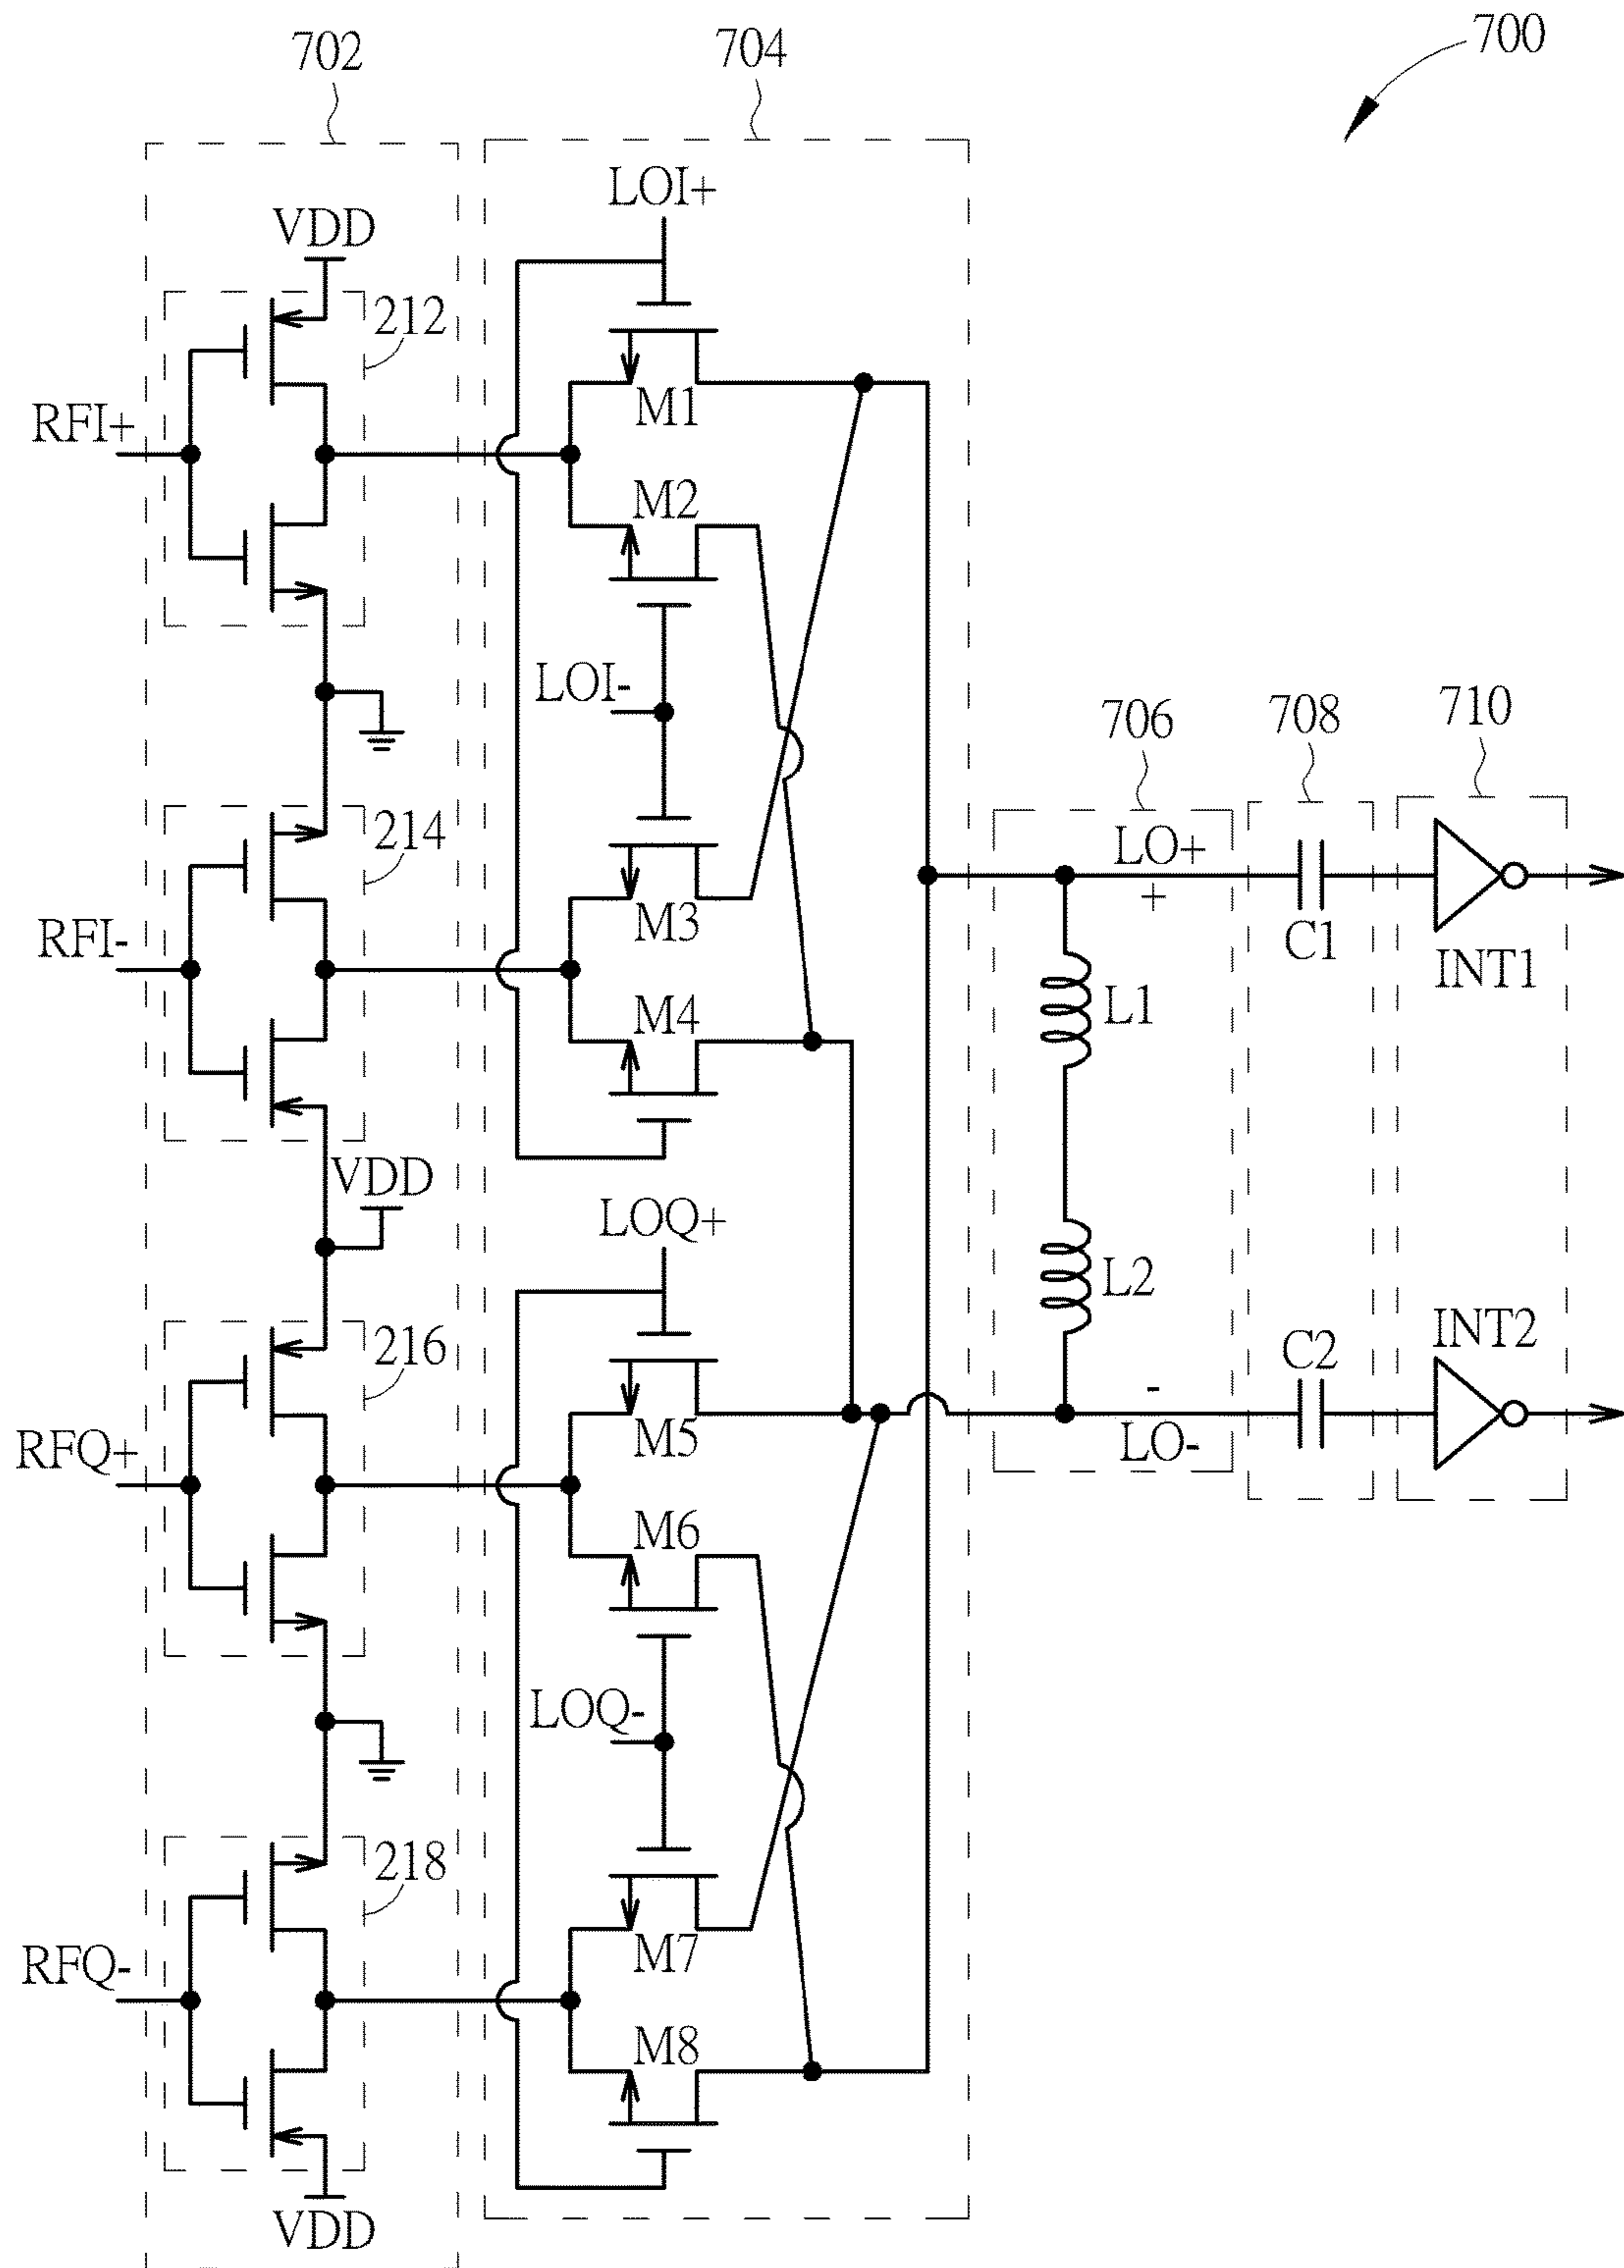 700
702
704
LOI+
VDD
212
RFI+
M1
M2
LOI-
214
RFI-
M3
M4
706
708
710
LO+
+
C1
INT1
L1
VDD
LOQ+
L2
216
INT2
C2
-
LO-
RFQ+
M5
M6
LOQ-
218
RFQ-
M7
M8
VDD